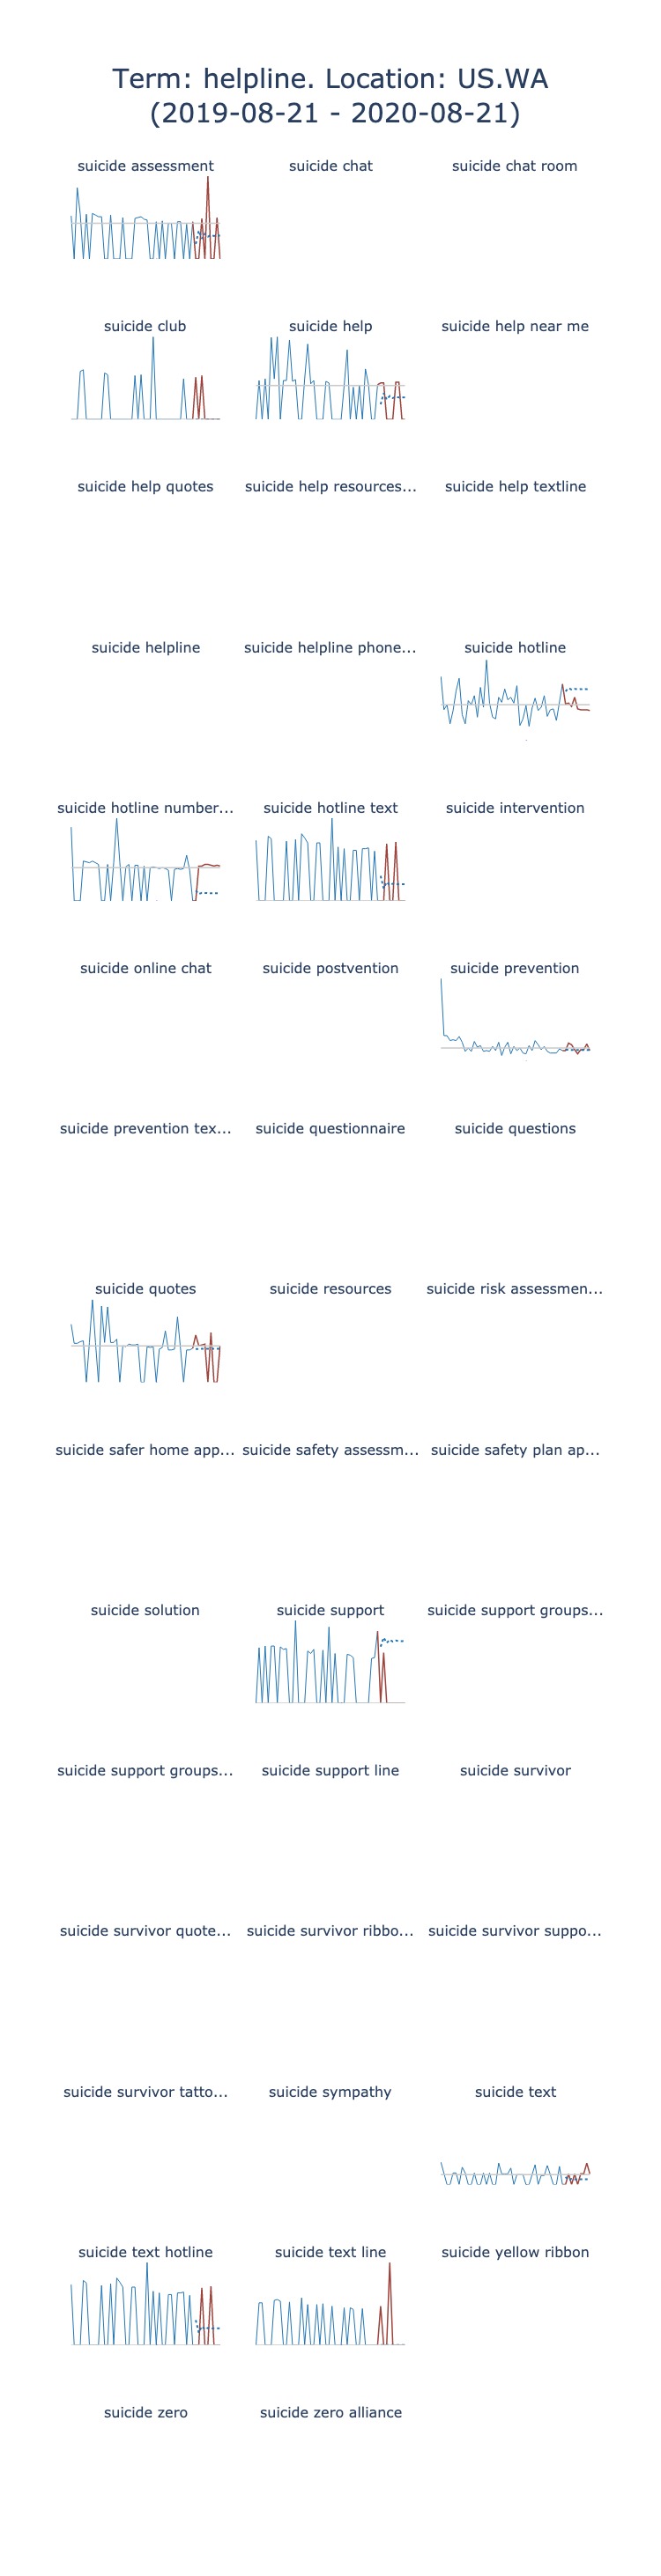 Term: helpline. Location: US.WA
(2019-08-21 - 2020-08-21)
suicide assessment
suicide chat
suicide chat room
suicide club
suicide help
suicide help near me
suicide help quotes
suicide help resources...
suicide help textline
suicide helpline
suicide helpline phone...
suicide hotline
suicide hotline number...
suicide hotline text
suicide intervention
suicide online chat
suicide postvention
suicide prevention
suicide prevention tex...
suicide questionnaire
suicide questions
suicide quotes
suicide resources
suicide risk assessmen...
suicide safer home app...
suicide safety assessm...
suicide safety plan ap...
suicide solution
suicide support
suicide support groups...
suicide support groups...
suicide support line
suicide survivor
suicide survivor quote...
suicide survivor ribbo...
suicide survivor suppo...
suicide survivor tatto...
suicide sympathy
suicide text
suicide text hotline
suicide text line
suicide yellow ribbon
suicide zero
suicide zero alliance